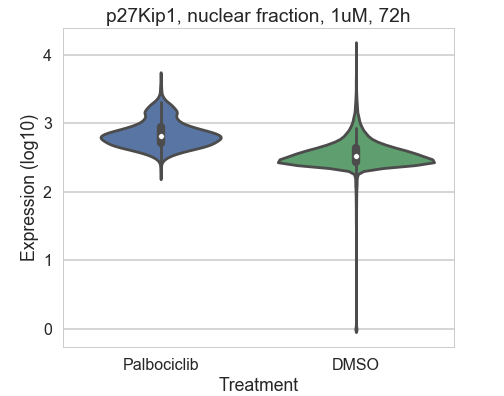 p27Kip1, nuclear fraction, 1uM, 72h
Expression (log10)
4
3
2
1
0
Palbociclib DMSO
Treatment